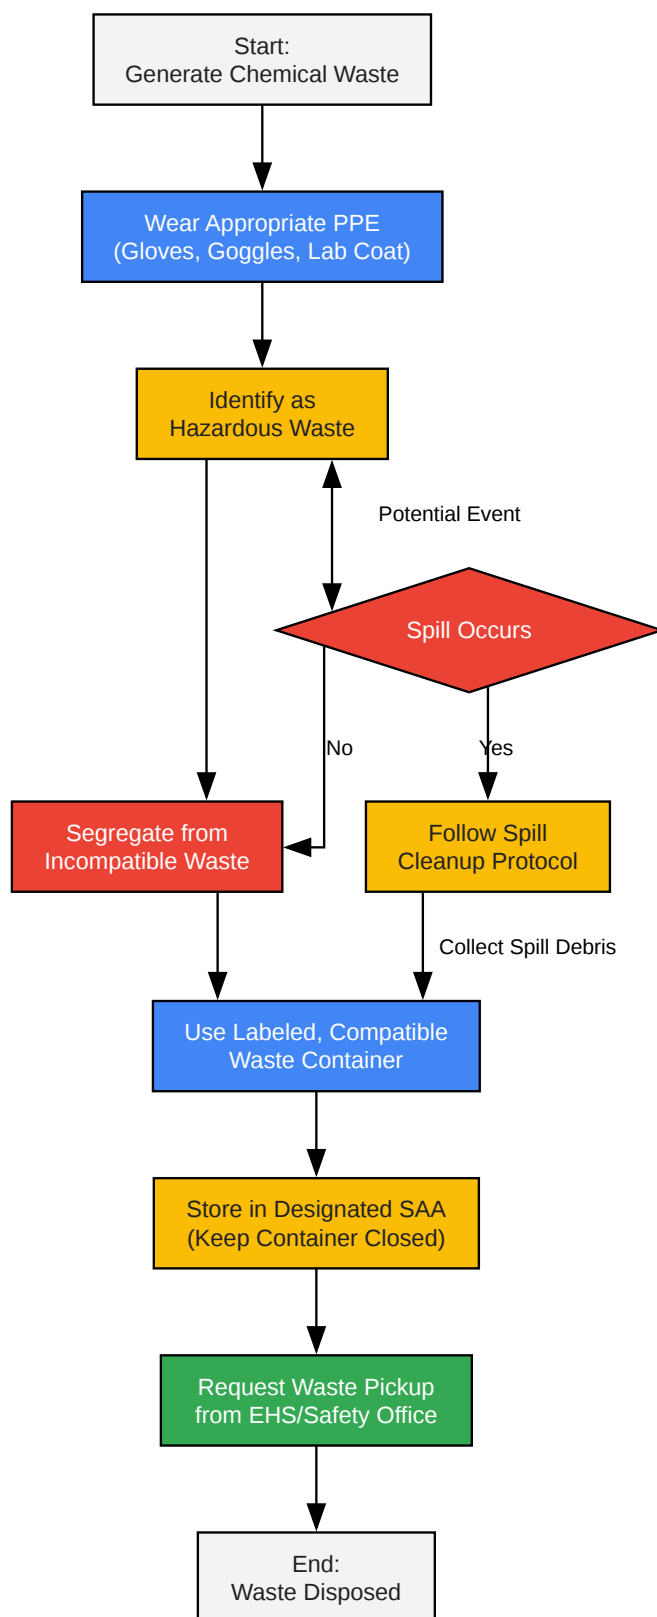 Start:
Generate Chemical Waste
Wear Appropriate PPE
(Gloves, Goggles, Lab Coat)
Identify as
Hazardous Waste
Potential Event
Spill Occurs
No
Yes
Segregate from
Incompatible Waste
Follow Spill
Cleanup Protocol
Collect Spill Debris
Use Labeled, Compatible
Waste Container
Store in Designated SAA
(Keep Container Closed)
Request Waste Pickup
from EHS/Safety Office
End:
Waste Disposed